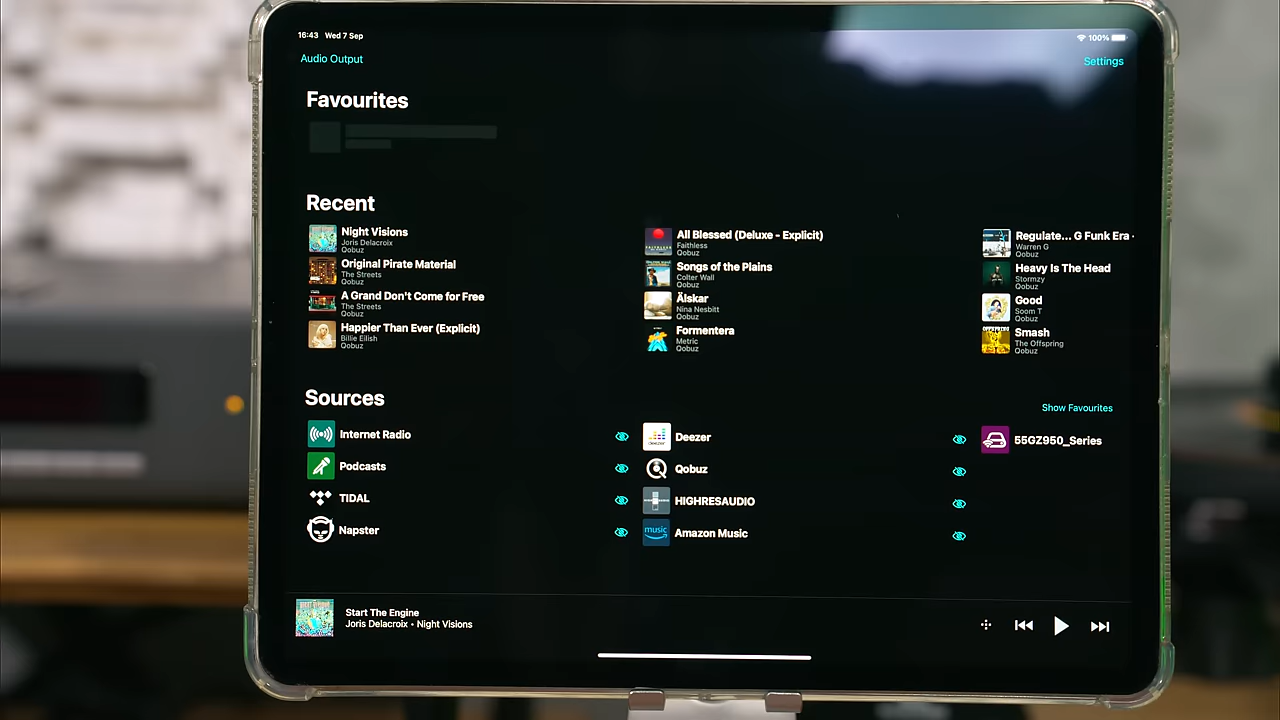 16:43 Wed 7 Sep
100%
Audio Output
Settings
Favourites
Recent
Night Visions
Joris Delacroix
Qobuz
Original Pirate Material
The Streets
Qobuz
A Grand Don't Come for Free
The Streets
Qobuz
Happier Than Ever (Explicit)
Billie Eilish
Qobuz
All Blessed (Deluxe - Explicit)
Faithless
Qobuz
Songs of the Plains
Colter Wall
Qobuz
Älskar
Nina Nesbitt
Qobuz
Formentera
Metric
Qobuz
Regulate... G Funk Era ·
Warren G
Qobuz
Heavy Is The Head
Stormzy
Qobuz
Good
Soom T
Qobuz
Smash
The Offspring
Qobuz
Sources
Show Favourites
Internet Radio
Podcasts
TIDAL
Napster
Deezer
Qobuz
HIGHRESAUDIO
music
Amazon Music
55GZ950_Series
Start The Engine
Joris Delacroix • Night Visions